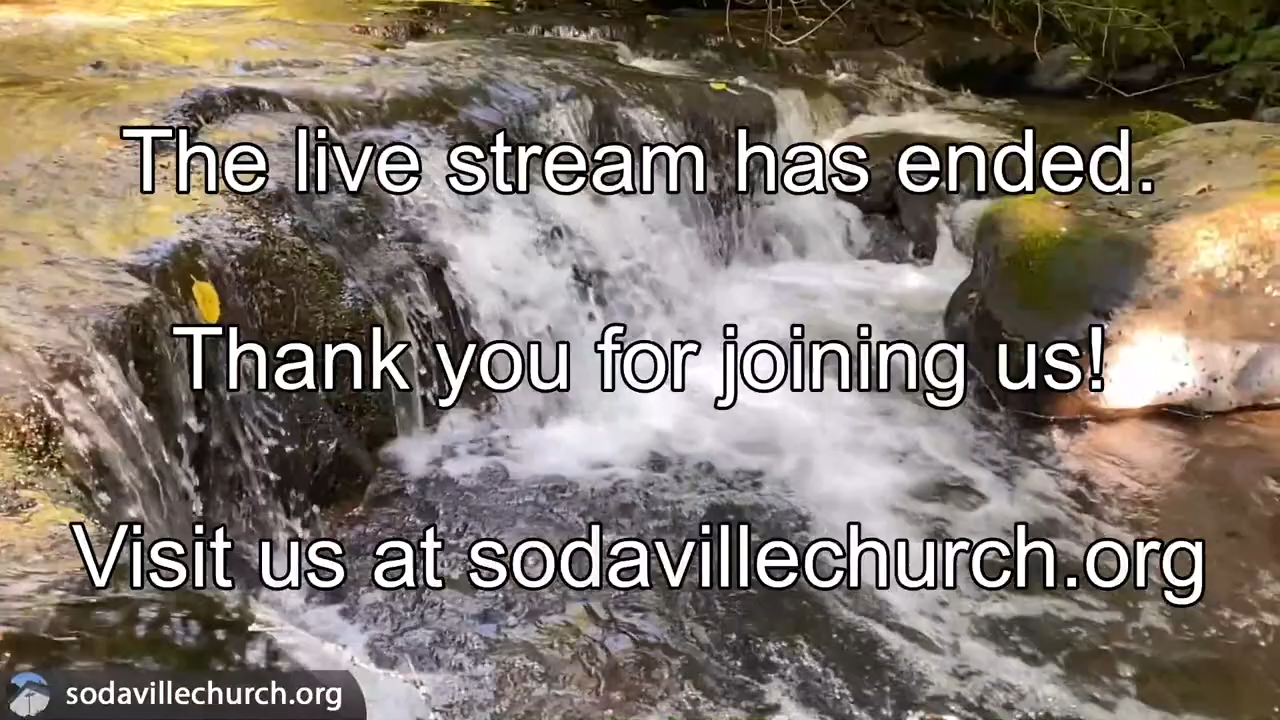 The live stream has ended.
Thank you for joining us!
Visit us at sodavillechurch.org
sodavillechurch.org